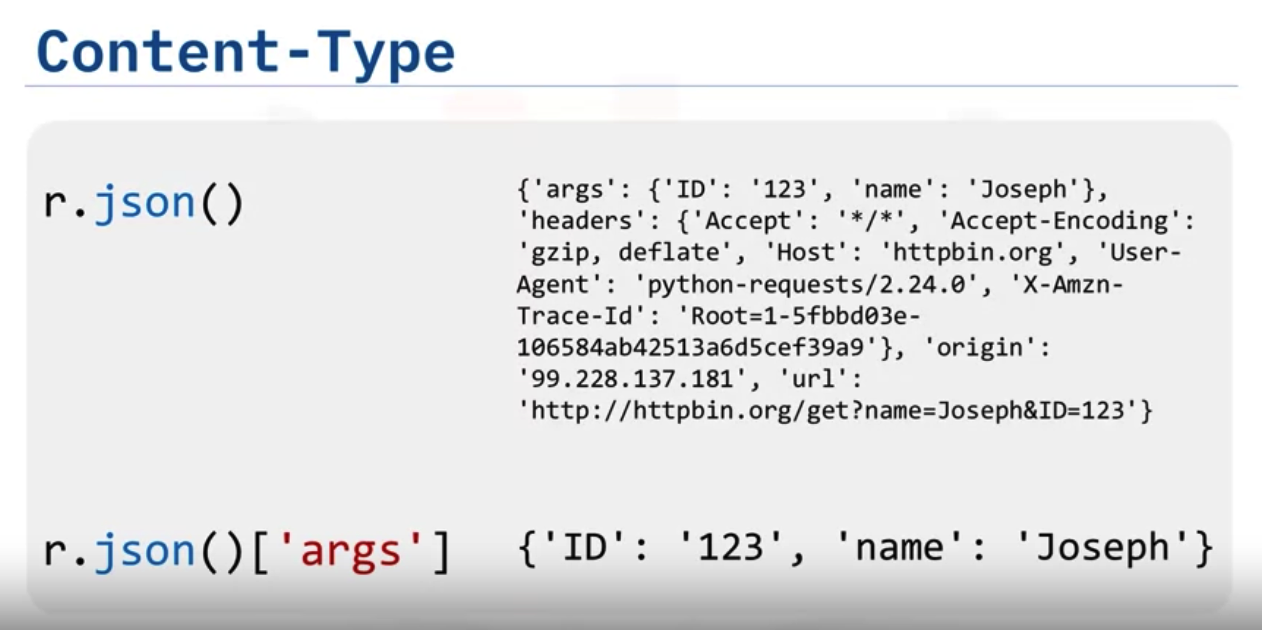 Content-Type
r.json()
{'args': {'ID': '123', 'name': 'Joseph'},
'headers': {'Accept': '*/*', 'Accept-Encoding':
'gzip, deflate', 'Host': 'httpbin.org', 'User-
Agent': 'python-requests/2.24.0', 'X-Amzn-
Trace-Id': 'Root=1-5fbbd03e-
106584ab42513a6d5cef39a9'}, 'origin':
'99.228.137.181', 'url':
'http://httpbin.org/get?name=Joseph&ID=123'}
r.json()['args']
{'ID': '123', 'name': 'Joseph'}